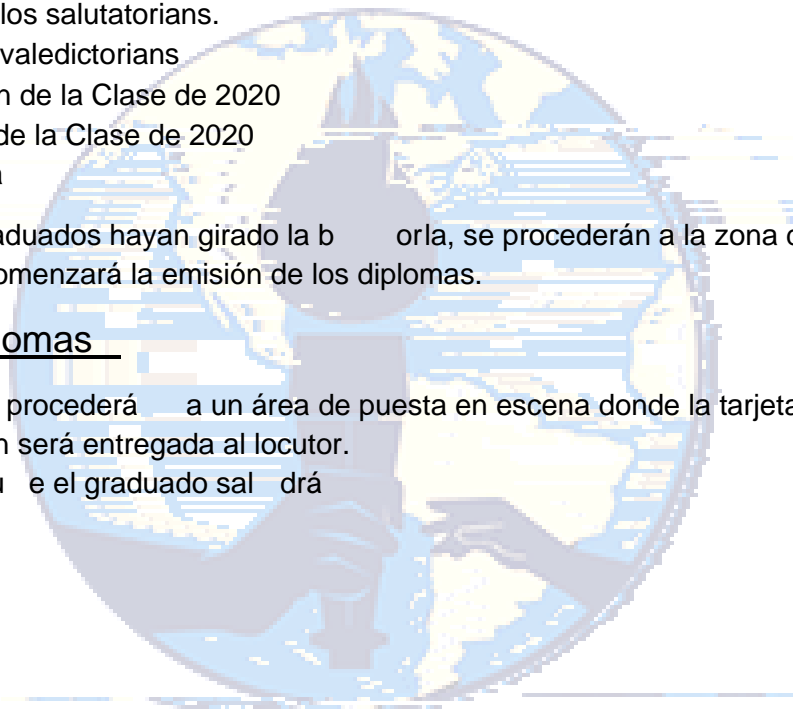 los salutatorians.
valedictorians
n de la Clase de 2020
de la Clase de 2020
a
aduados hayan girado la b orla, se procederán a la zona d
omenzará la emisión de los diplomas.
lomas
procederá a un área de puesta en escena donde la tarjeta
n será entregada al locutor.
u e el graduado sal drá